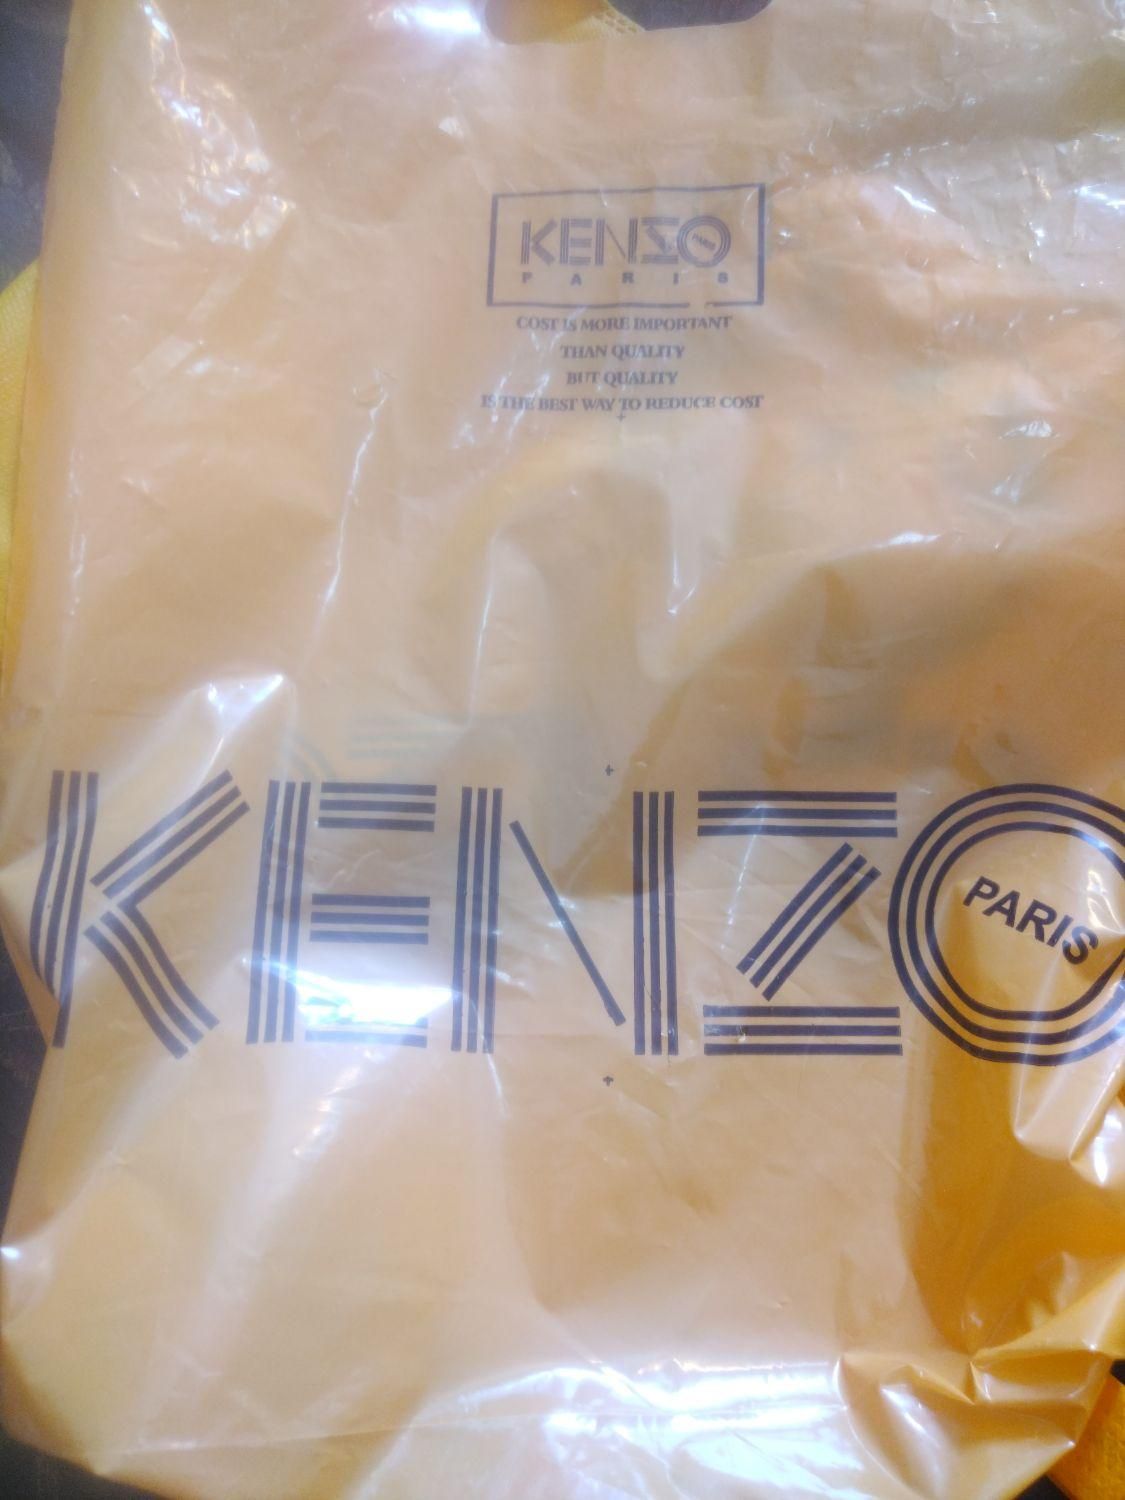 KENZO PARIS
PARIS
COST IS MORE IMPORTANT
THAN QUALITY
BUT QUALITY
IS THE BEST WAY TO REDUCE COST
KENZO PARIS